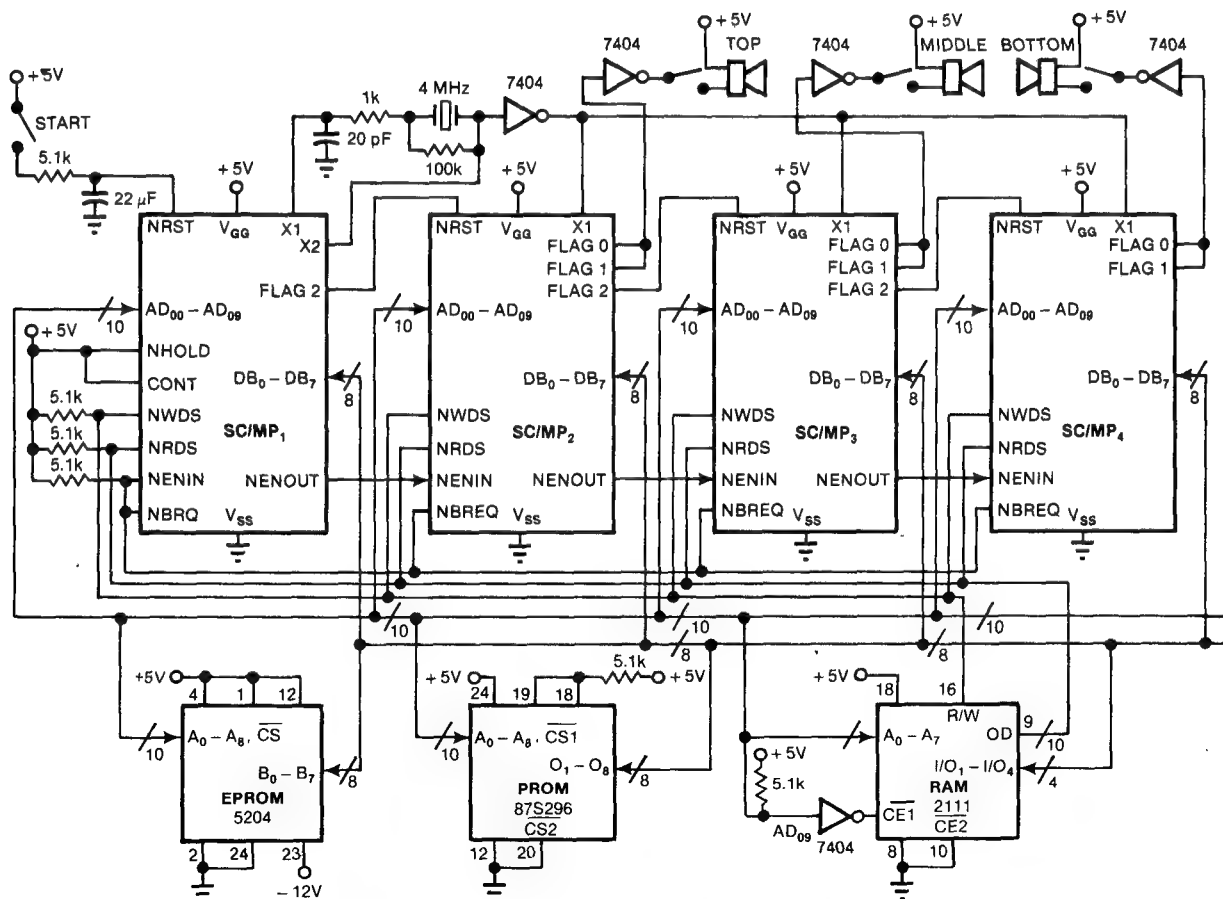 +5V
START
5.1k
22 µF
1k
20 pF
4 MHz
100k
7404
7404
+5V
TOP
7404
+5V
MIDDLE
BOTTOM
+5V
7404
+5V
NRST
VGG
X1
X2
FLAG 2
AD00 – AD09
10
+5V
NHOLD
CONT
DB0 – DB7
8
5.1k
NWDS
5.1k
NRDS
5.1k
NENIN
NENOUT
NBRQ
VSS
SC/MP1
+5V
NRST
VGG
X1
FLAG 0
FLAG 1
FLAG 2
10
AD00 – AD09
DB0 – DB7
8
NWDS
SC/MP2
NRDS
NENIN
NENOUT
NBREQ
VSS
+5V
NRST
VGG
X1
FLAG 0
FLAG 1
FLAG 2
10
AD00 – AD09
DB0 – DB7
8
NWDS
SC/MP3
NRDS
NENIN
NENOUT
NBREQ
VSS
+5V
NRST
VGG
X1
FLAG 0
FLAG 1
10
AD00 – AD09
DB0 – DB7
8
NWDS
SC/MP4
NRDS
NENIN
NBREQ
VSS
10
10
10
8
8
8
+5V
4
1
12
A0 – A8, CS
10
B0 – B7
8
EPROM
5204
2
24
23
–12V
+5V
24
19
18
5.1k
+5V
A0 – A8, CS1
10
O1 – O8
8
PROM
87S296
CS2
12
20
+5V
18
16
R/W
9
OD
10
A0 – A7
I/O1 – I/O4
4
+5V
5.1k
RAM
2111
CE1
CE2
AD09
7404
8
10